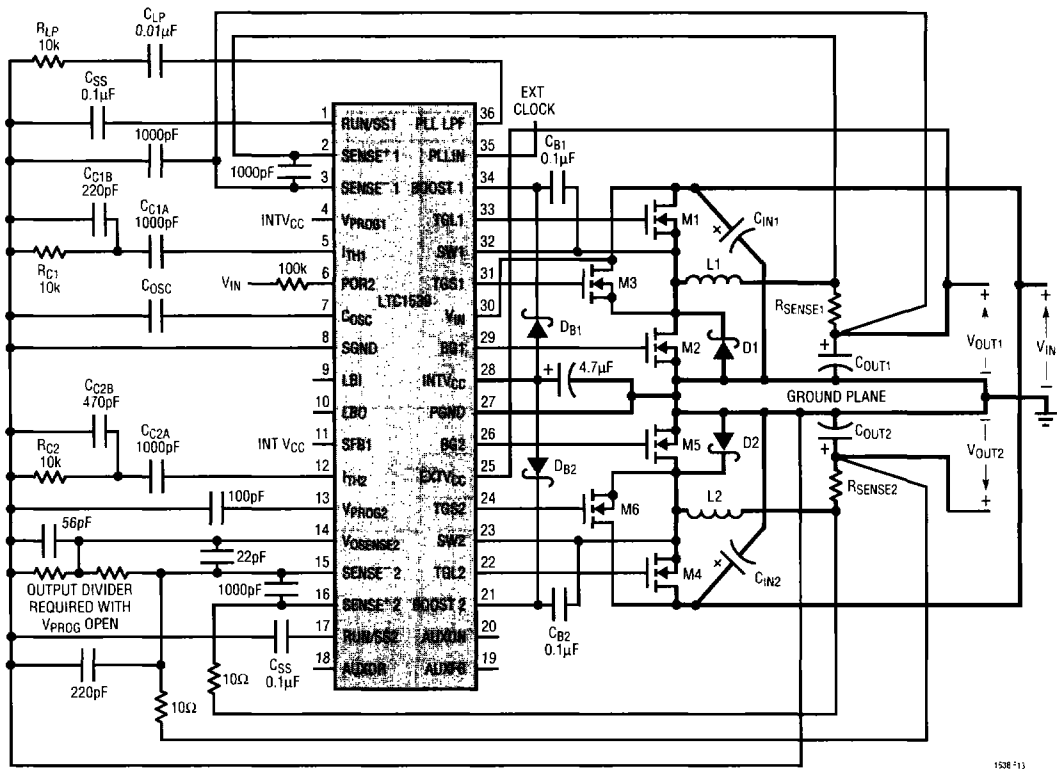 RLP
10k
CLP
0.01µF
CSS
0.1µF
1000pF
CC1B
220pF
CC1A
1000pF
RC1
10k
INTVCC
VIN
100k
COSC
1000pF
CC2B
470pF
CC2A
1000pF
RC2
10k
INT VCC
100pF
56pF
22pF
OUTPUT DIVIDER
REQUIRED WITH
VPROG OPEN
1000pF
220pF
CSS
0.1µF
10Ω
10Ω
LTC1539
1 RUN/SS1
2 SENSE+ 1
3 SENSE– 1
4 VPROG1
5 ITH1
6 POR2
7 COSC
8 SGND
9 LBI
10 LBO
11 SFB1
12 ITH2
13 VPROG2
14 VOSENSE2
15
16
17 RUN/SS2
18 AUXDR
PLL LPF 36
PLLIN 35
BOOST 1 34
TGL1 33
SW1 32
TGS1 31
VIN 30
BG1 29
INTVCC 28
PGND 27
BG2 26
EXTVCC 25
TGS2 24
SW2 23
TGL2 22
BOOST 2 21
AUXON 20
AUXFB 19
EXT
CLOCK
CB1
0.1µF
DB1
4.7µF
+
DB2
CB2
0.1µF
M1
M3
M2
M5
M6
M4
CIN1
L1
D1
D2
L2
CIN2
RSENSE1
+
COUT1
GROUND PLANE
COUT2
+
RSENSE2
+
VOUT1
–
–
VOUT2
+
+
VIN
–
1538 F13